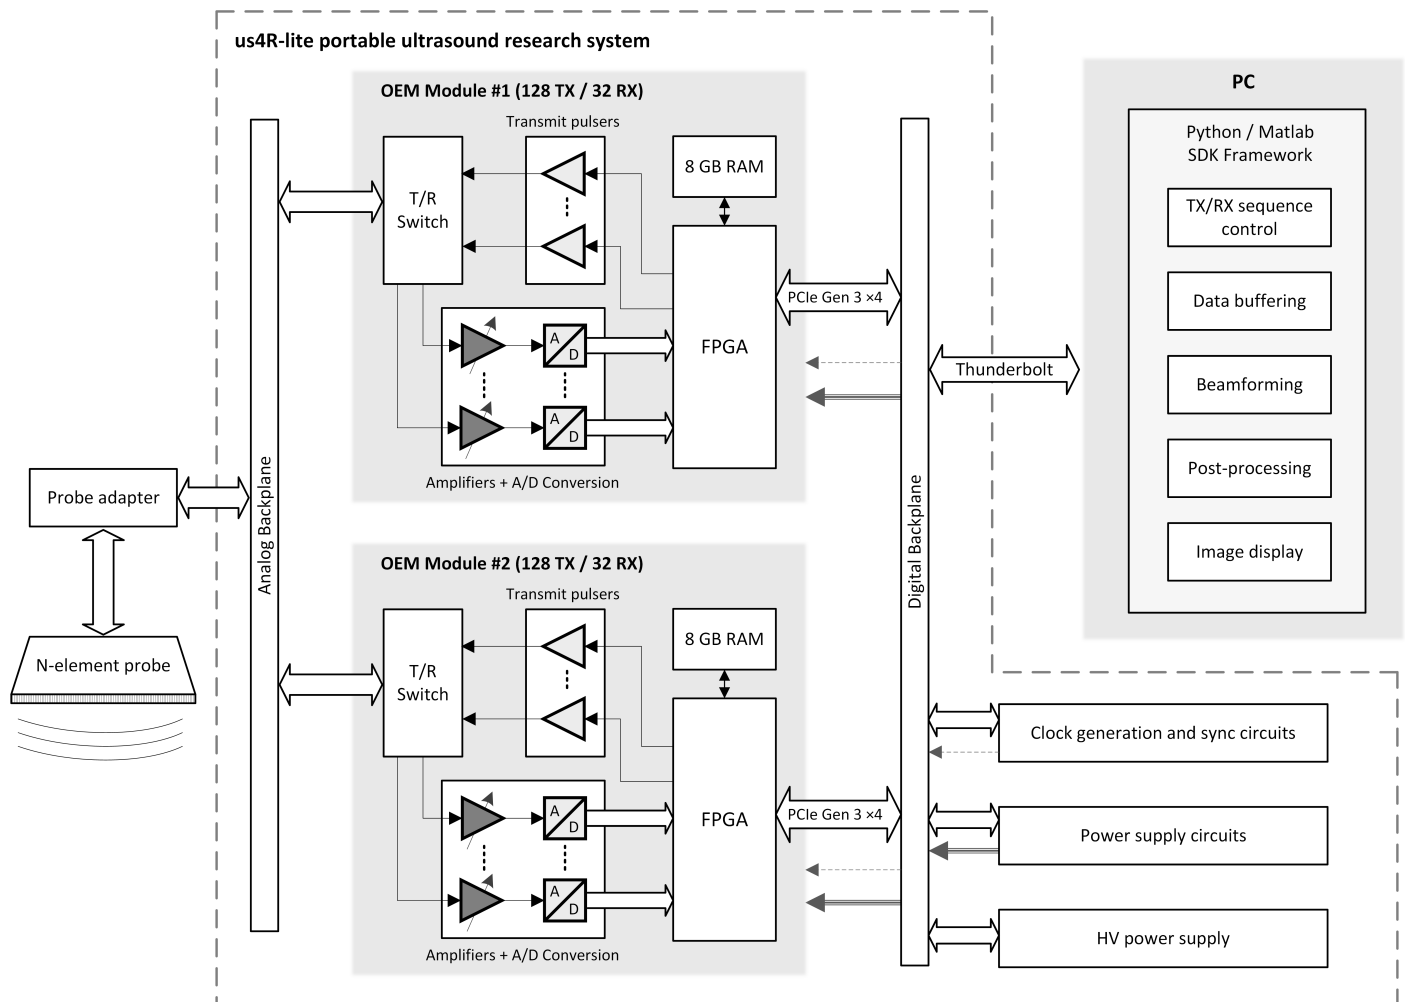 us4R-lite portable ultrasound research system
OEM Module #1 (128 TX / 32 RX)
Transmit pulsers
T/R
Switch
8 GB RAM
FPGA
A
D
A
D
Amplifiers + A/D Conversion
PCIe Gen 3 ×4
Analog Backplane
Probe adapter
N-element probe
OEM Module #2 (128 TX / 32 RX)
Transmit pulsers
T/R
Switch
8 GB RAM
FPGA
A
D
A
D
Amplifiers + A/D Conversion
PCIe Gen 3 ×4
Digital Backplane
Thunderbolt
PC
Python / Matlab
SDK Framework
TX/RX sequence
control
Data buffering
Beamforming
Post-processing
Image display
Clock generation and sync circuits
Power supply circuits
HV power supply